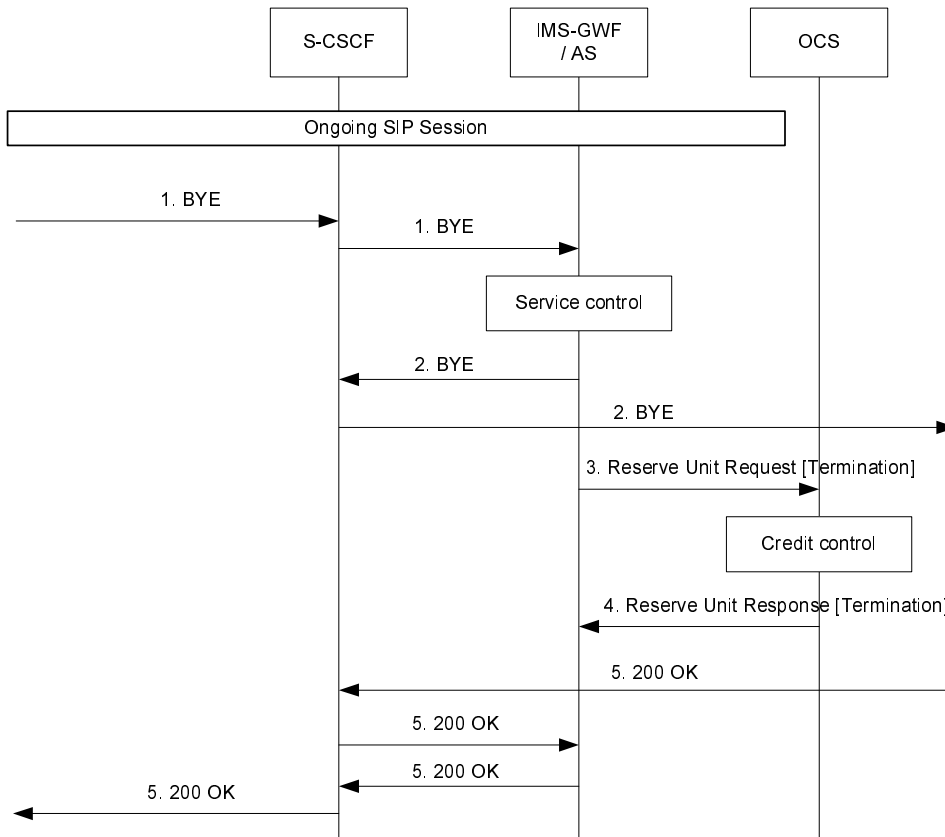 S-CSCF
IMS-GWF
/ AS
OCS
Ongoing SIP Session
1. BYE
1. BYE
Service control
2. BYE
2. BYE
3. Reserve Unit Request [Termination]
Credit control
4. Reserve Unit Response [Termination]
5. 200 OK
5. 200 OK
5. 200 OK
5. 200 OK